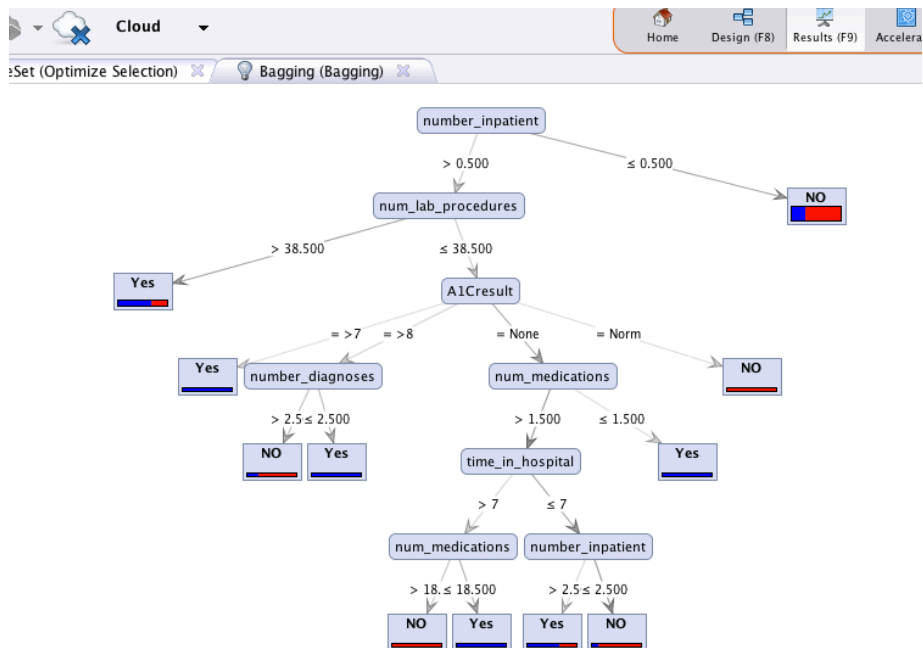 Cloud
Home Design (F8) Results (F9) Accelera
eSet (Optimize Selection) Bagging (Bagging)
number_inpatient
> 0.500 ≤ 0.500
num_lab_procedures NO
> 38.500 ≤ 38.500
Yes A1Cresult
= >7 = >8 = None = Norm
Yes number_diagnoses num_medications NO
> 2.5 ≤ 2.500 > 1.500 ≤ 1.500
NO Yes time_in_hospital Yes
> 7 ≤ 7
num_medications number_inpatient
> 18. ≤ 18.500 > 2.5 ≤ 2.500
NO Yes Yes NO